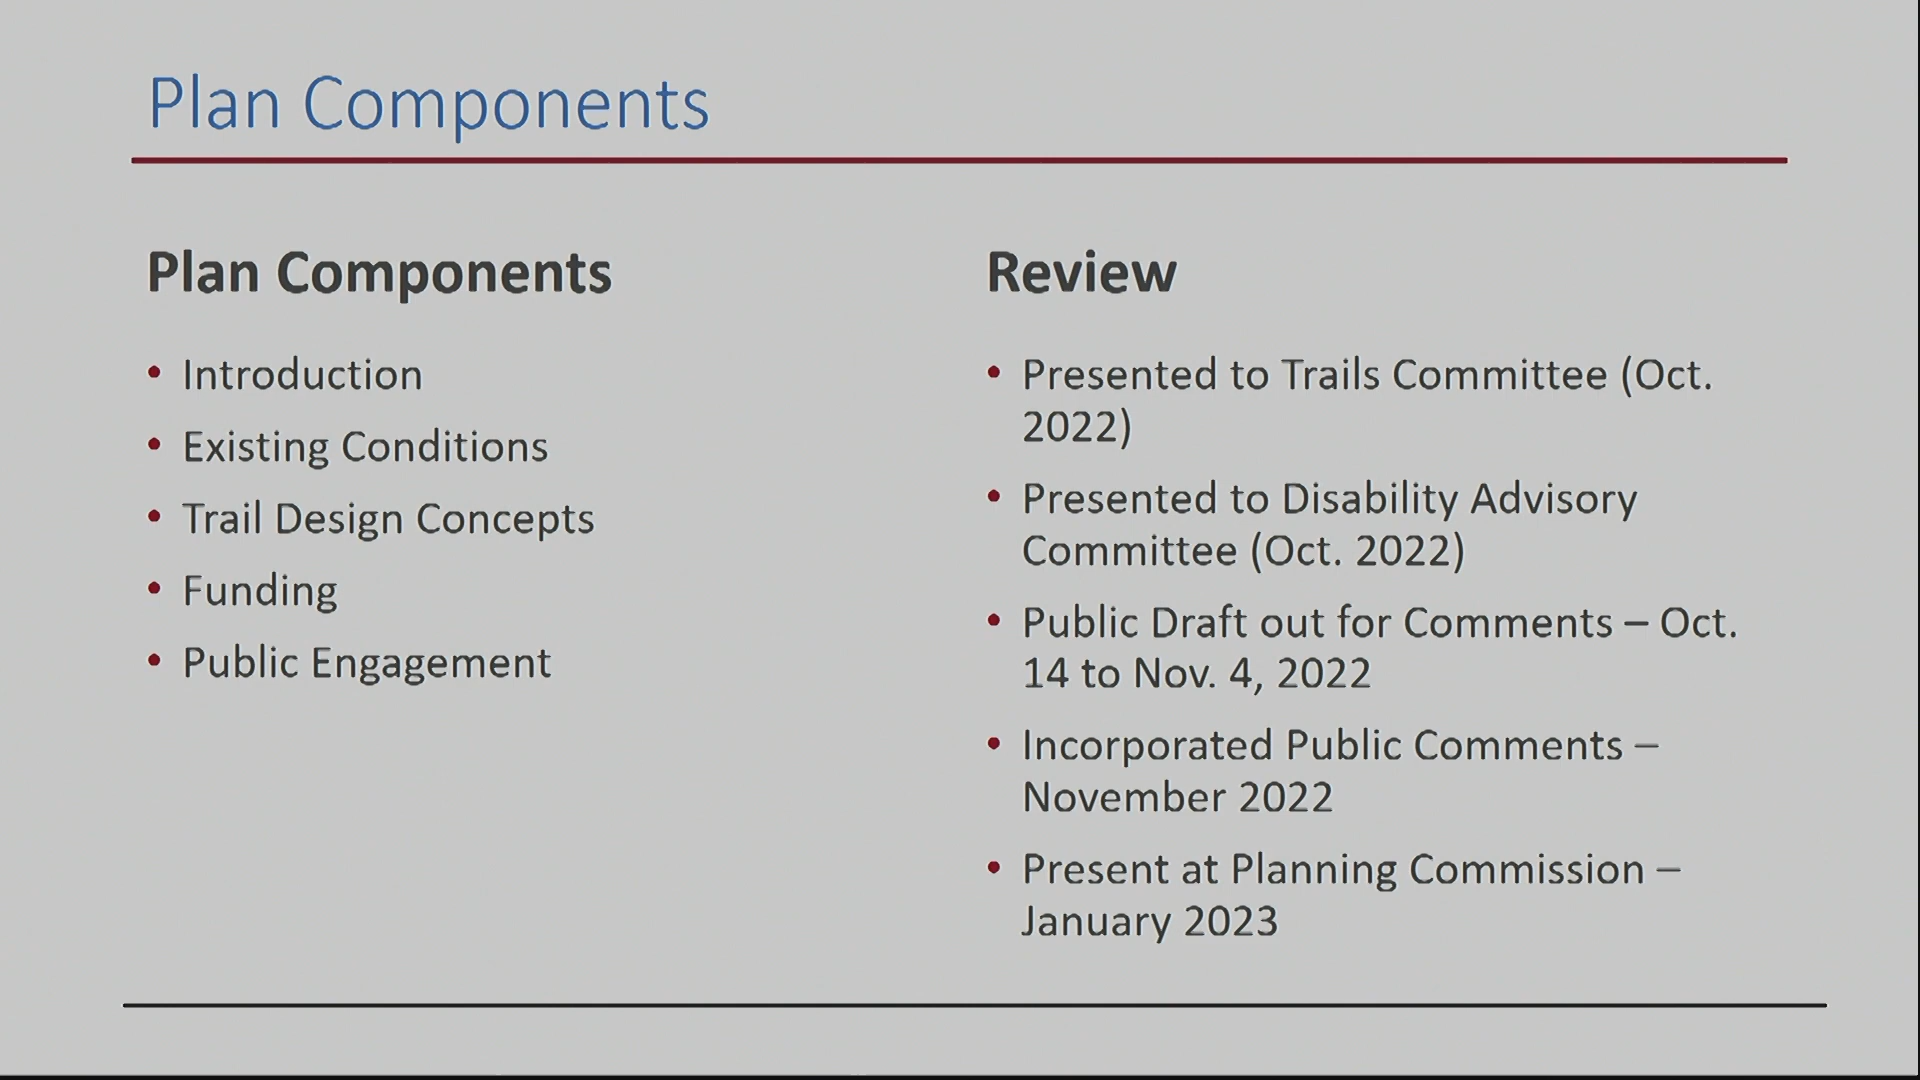 Plan Components
Plan Components
• Introduction
• Existing Conditions
• Trail Design Concepts
• Funding
• Public Engagement
Review
• Presented to Trails Committee (Oct.
2022)
• Presented to Disability Advisory
Committee (Oct. 2022)
• Public Draft out for Comments – Oct.
14 to Nov. 4, 2022
• Incorporated Public Comments –
November 2022
• Present at Planning Commission –
January 2023